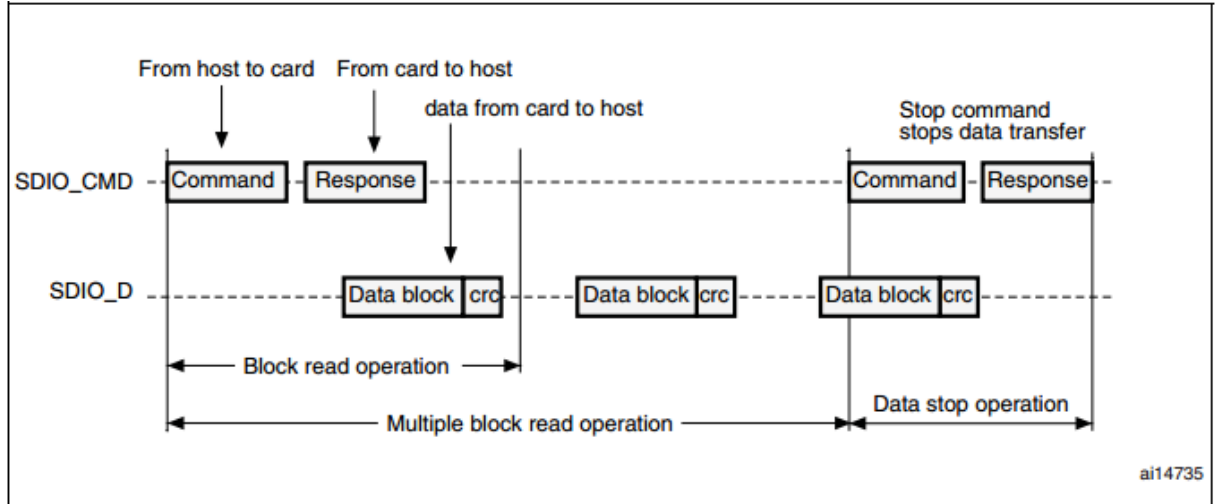 From host to card
From card to host
data from card to host
Stop command
stops data transfer
SDIO_CMD
Command
Response
Command
Response
SDIO_D
Data block
crc
Data block
crc
Data block
crc
Block read operation
Multiple block read operation
Data stop operation
ai14735